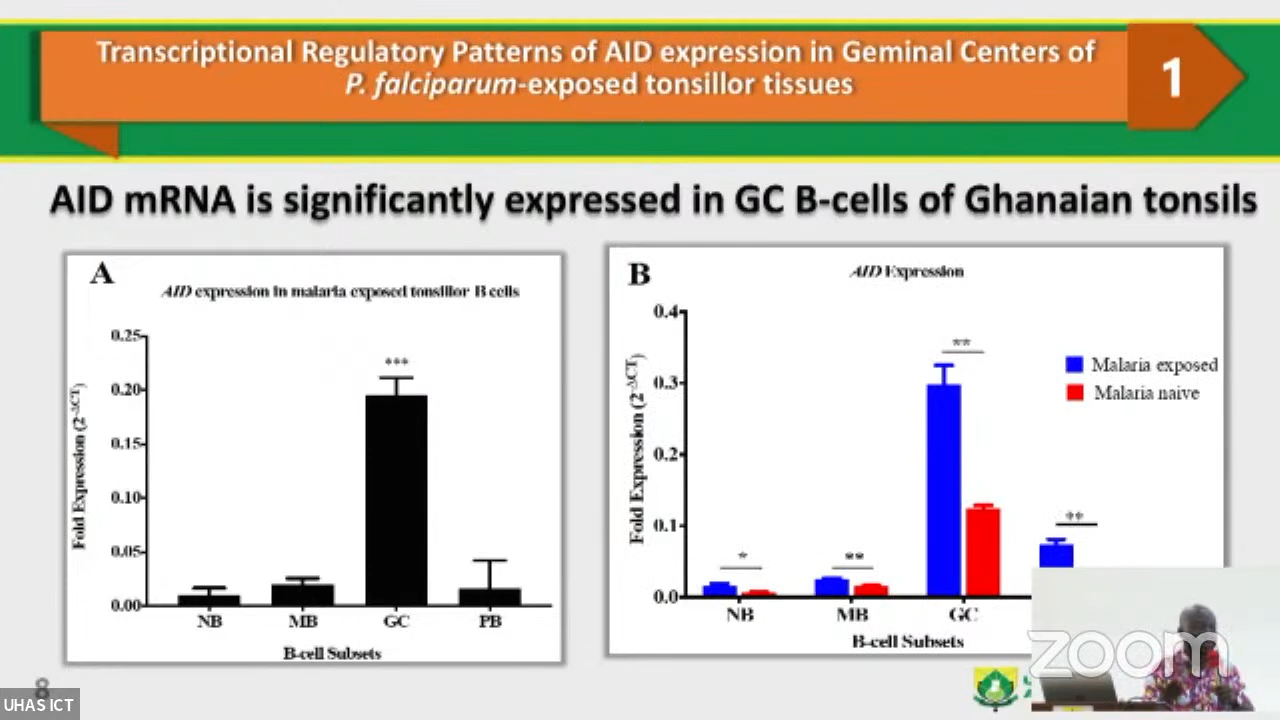 Transcriptional Regulatory Patterns of AID expression in Geminal Centers of
P. falciparum-exposed tonsillor tissues
1
AID mRNA is significantly expressed in GC B-cells of Ghanaian tonsils
A
AID expression in malaria exposed tonsillor B cells
***
0.25
0.20
0.15
0.10
0.05
0.00
Fold Expression (2^-ΔCT)
NB MB GC PB
B-cell Subsets
B
AID Expression
0.4
0.3
0.2
0.1
0.0
Fold Expression (2^-ΔCT)
* ** ** **
Malaria exposed
Malaria naive
NB MB GC
B-cell Subsets
8
UHAS ICT
zoom